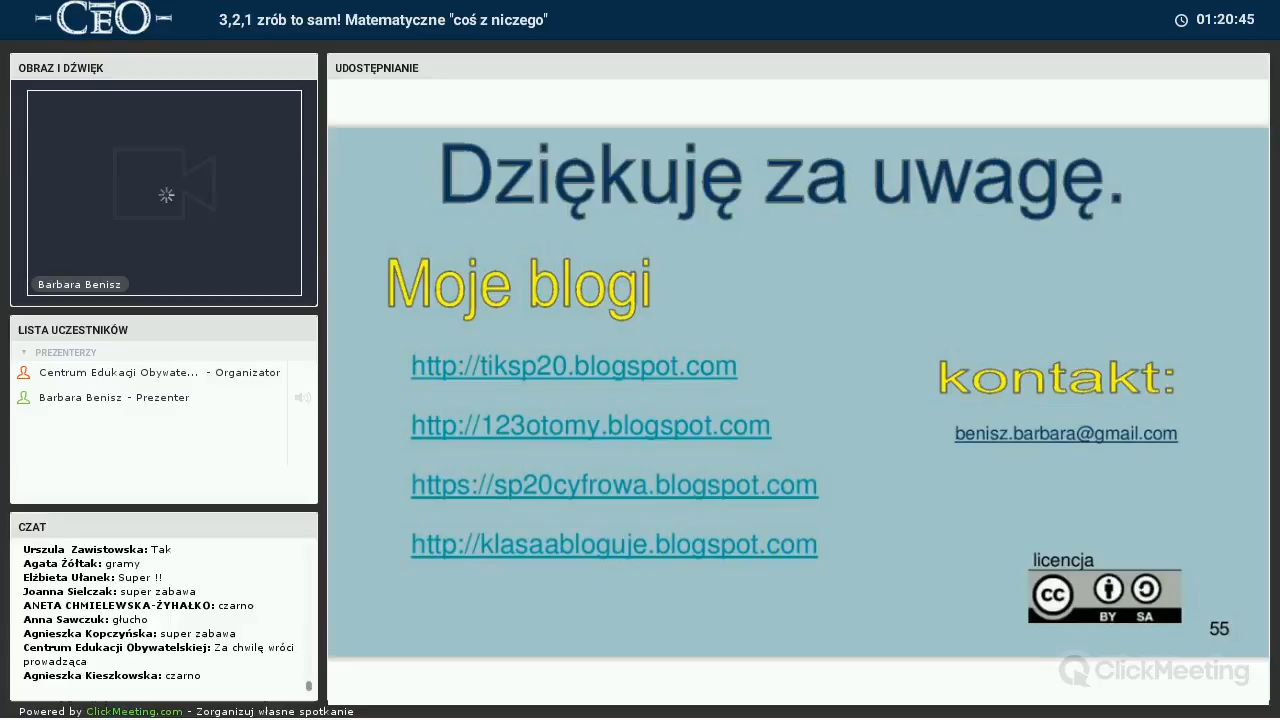 CEO
3,2,1 zrób to sam! Matematyczne "coś z niczego"
01:20:45
OBRAZ I DŹWIĘK
Barbara Benisz
LISTA UCZESTNIKÓW
PREZENTERZY
Centrum Edukacji Obywate... - Organizator
Barbara Benisz - Prezenter
CZAT
Urszula Zawistowska: Tak
Agata Żółtak: gramy
Elżbieta Ułanek: Super !!
Joanna Sielczak: super zabawa
ANETA CHMIELEWSKA-ŻYHAŁKO: czarno
Anna Sawczuk: głucho
Agnieszka Kopczyńska: super zabawa
Centrum Edukacji Obywatelskiej: Za chwilę wróci
prowadząca
Agnieszka Kieszkowska: czarno
Powered by ClickMeeting.com - Zorganizuj własne spotkanie
UDOSTĘPNIANIE
Dziękuję za uwagę.
Moje blogi
http://tiksp20.blogspot.com
http://123otomy.blogspot.com
https://sp20cyfrowa.blogspot.com
http://klasaabloguje.blogspot.com
kontakt:
benisz.barbara@gmail.com
licencja
cc
BY SA
55
ClickMeeting